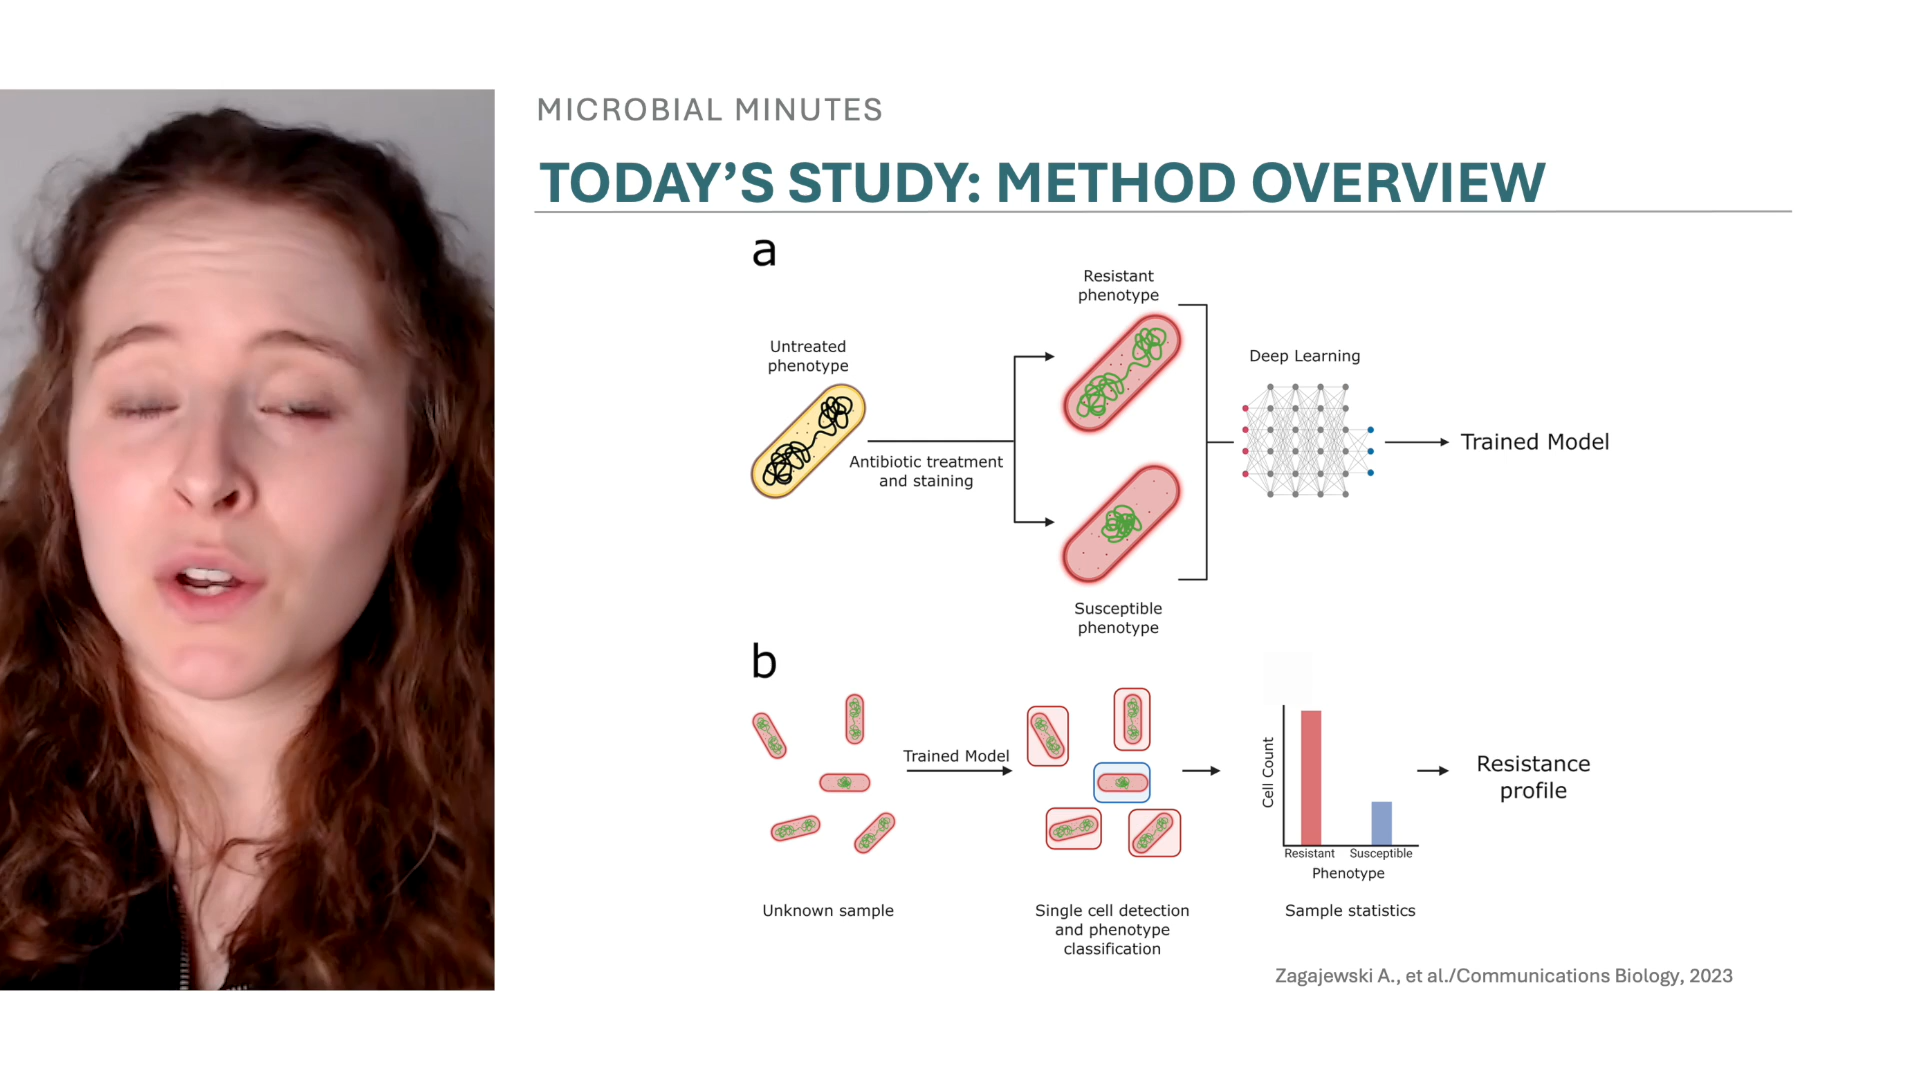 MICROBIAL MINUTES
TODAY'S STUDY: METHOD OVERVIEW
a
Untreated
phenotype
Antibiotic treatment
and staining
Resistant
phenotype
Susceptible
phenotype
Deep Learning
Trained Model
b
Unknown sample
Trained Model
Single cell detection
and phenotype
classification
Cell Count
Resistant
Susceptible
Phenotype
Sample statistics
Resistance
profile
Zagajewski A., et al./Communications Biology, 2023